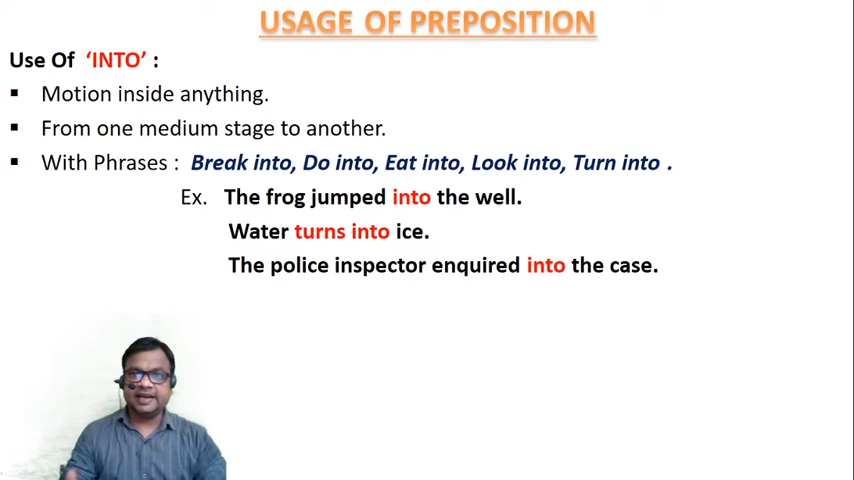 USAGE OF PREPOSITION
Use Of ‘INTO’ :
▪ Motion inside anything.
▪ From one medium stage to another.
▪ With Phrases : Break into, Do into, Eat into, Look into, Turn into .
Ex. The frog jumped into the well.
Water turns into ice.
The police inspector enquired into the case.